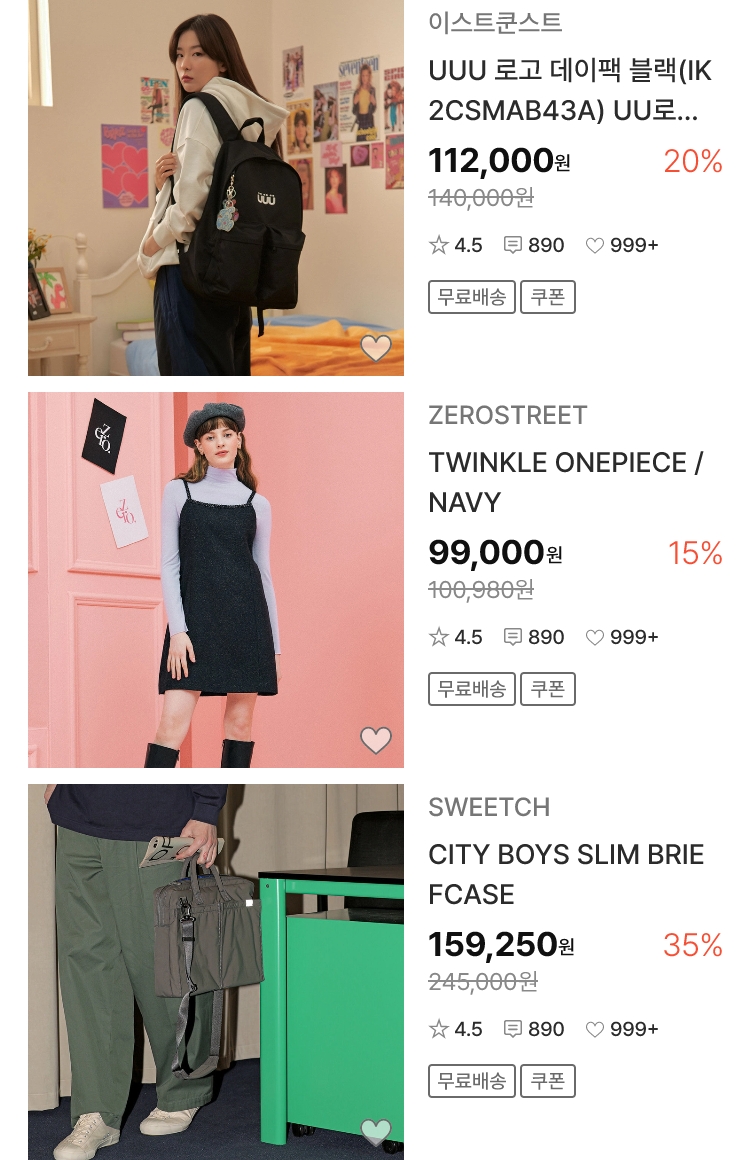 이스트쿤스트
UUU 로고 데이팩 블랙(IK
2CSMAB43A) UU로...
112,000원 20%
140,000원
4.5 890 999+
무료배송 쿠폰
ZEROSTREET
TWINKLE ONEPIECE /
NAVY
99,000원 15%
100,980원
4.5 890 999+
무료배송 쿠폰
SWEETCH
CITY BOYS SLIM BRIE
FCASE
159,250원 35%
245,000원
4.5 890 999+
무료배송 쿠폰